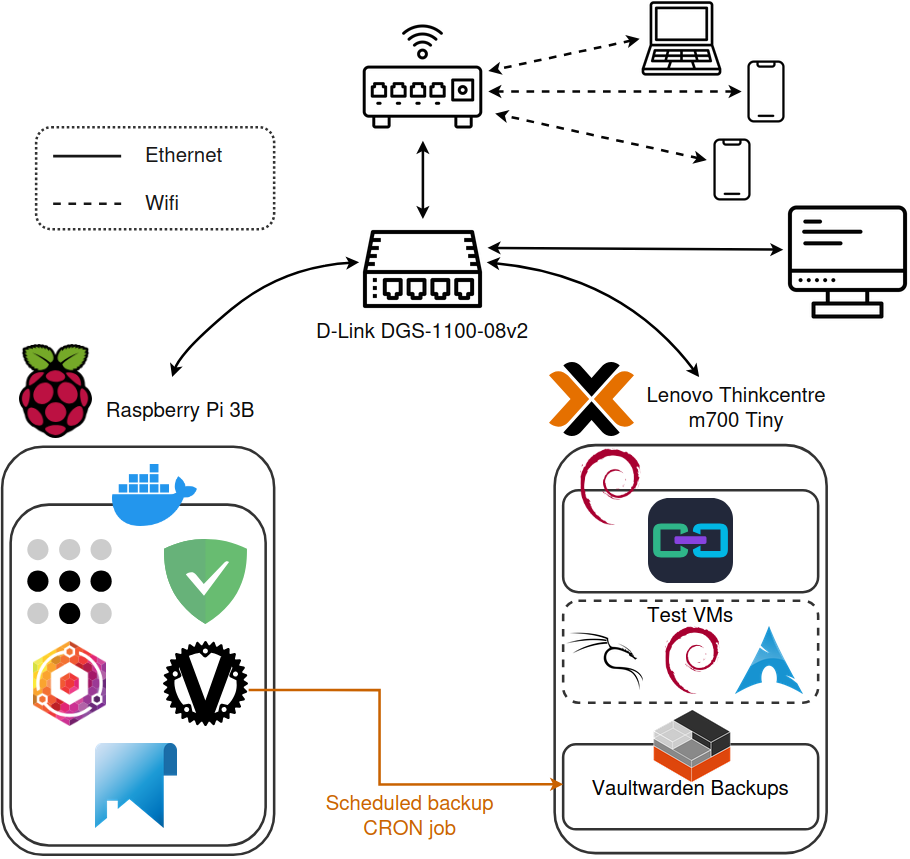 Ethernet
Wifi
D-Link DGS-1100-08v2
Raspberry Pi 3B
Lenovo Thinkcentre
m700 Tiny
Test VMs
Vaultwarden Backups
Scheduled backup
CRON job